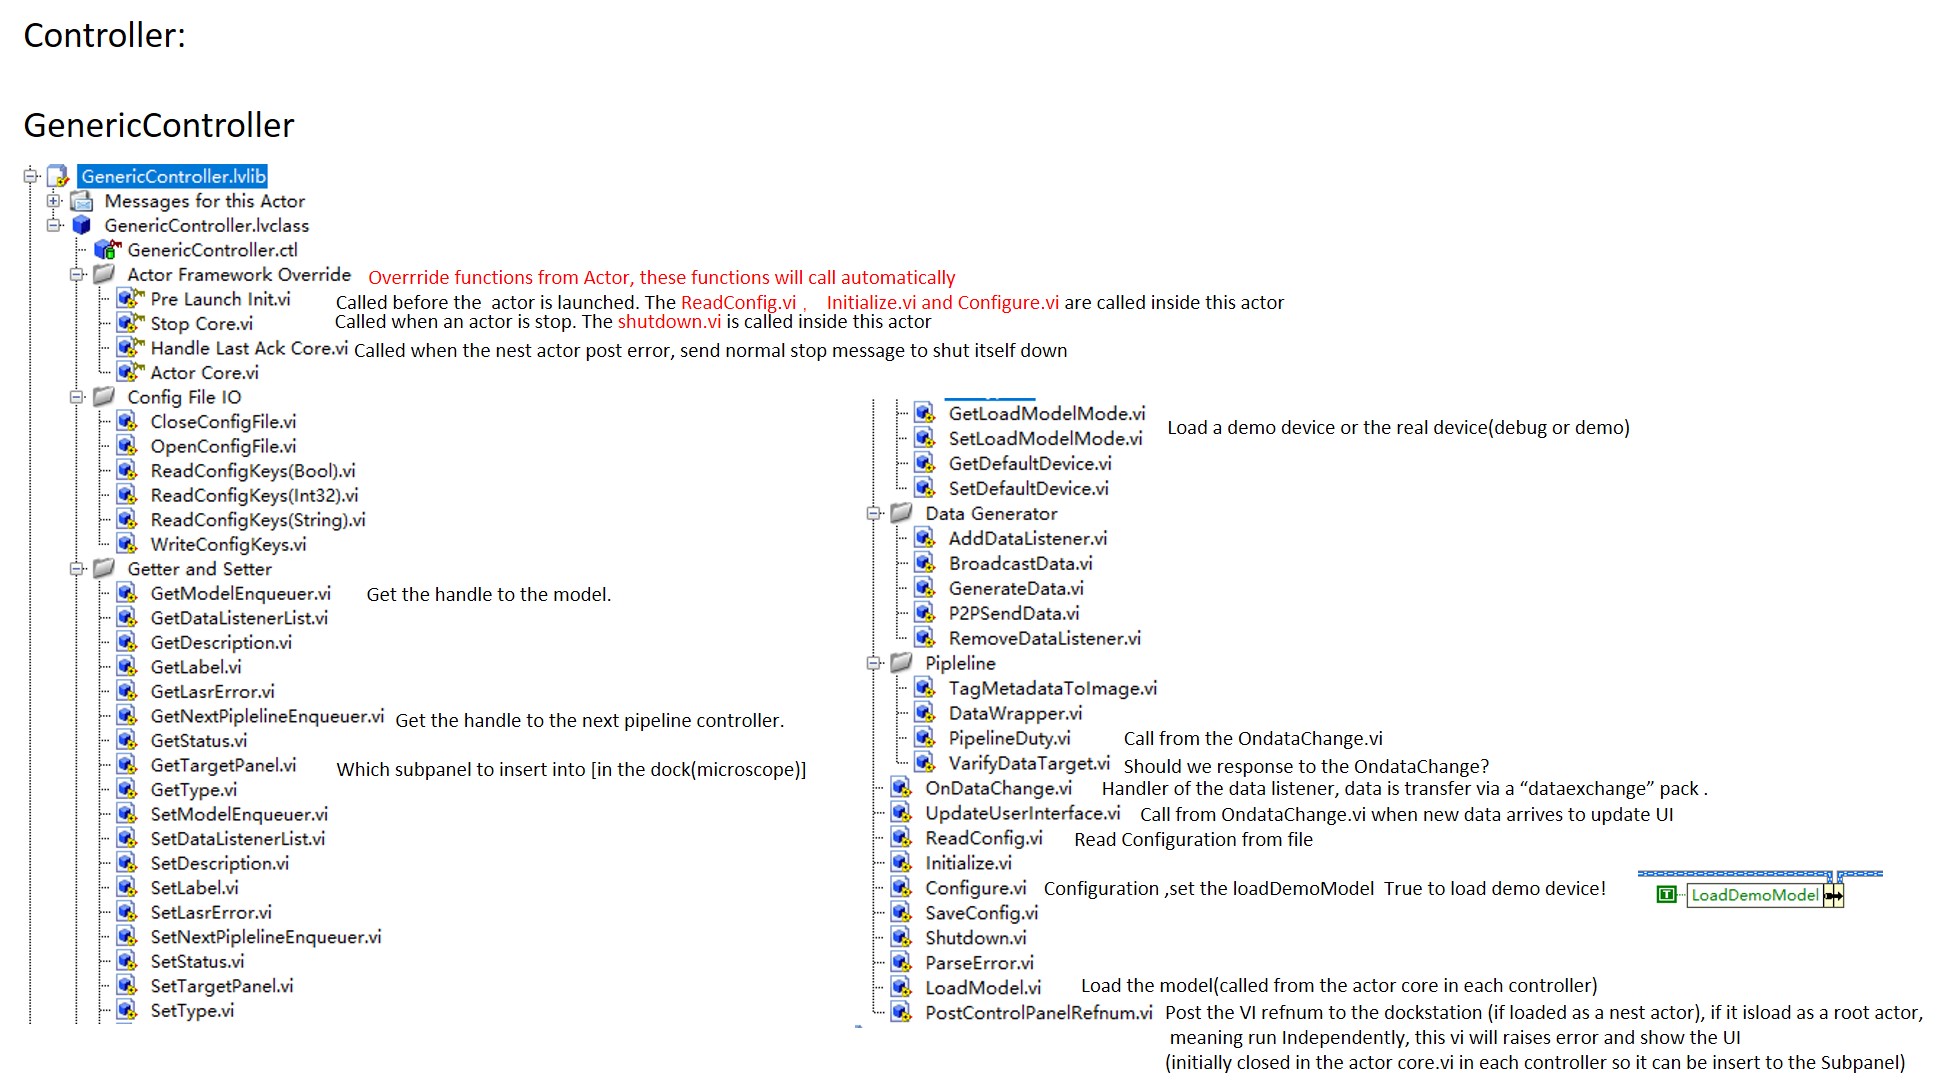 Controller:
GenericController
GenericController.lvlib
Messages for this Actor
GenericController.lvclass
GenericController.ctl
Actor Framework Override Overrride functions from Actor, these functions will call automatically
Pre Launch Init.vi Called before the actor is launched. The ReadConfig.vi , Initialize.vi and Configure.vi are called inside this actor
Stop Core.vi Called when an actor is stop. The shutdown.vi is called inside this actor
Handle Last Ack Core.vi Called when the nest actor post error, send normal stop message to shut itself down
Actor Core.vi
Config File IO
CloseConfigFile.vi
OpenConfigFile.vi
ReadConfigKeys(Bool).vi
ReadConfigKeys(Int32).vi
ReadConfigKeys(String).vi
WriteConfigKeys.vi
Getter and Setter
GetModelEnqueuer.vi Get the handle to the model.
GetDataListenerList.vi
GetDescription.vi
GetLabel.vi
GetLasrError.vi
GetNextPiplelineEnqueuer.vi Get the handle to the next pipeline controller.
GetStatus.vi
GetTargetPanel.vi Which subpanel to insert into [in the dock(microscope)]
GetType.vi
SetModelEnqueuer.vi
SetDataListenerList.vi
SetDescription.vi
SetLabel.vi
SetLasrError.vi
SetNextPiplelineEnqueuer.vi
SetStatus.vi
SetTargetPanel.vi
SetType.vi
GetLoadModelMode.vi
Load a demo device or the real device(debug or demo)
SetLoadModelMode.vi
GetDefaultDevice.vi
SetDefaultDevice.vi
Data Generator
AddDataListener.vi
BroadcastData.vi
GenerateData.vi
P2PSendData.vi
RemoveDataListener.vi
Pipleline
TagMetadataToImage.vi
DataWrapper.vi
PipelineDuty.vi Call from the OndataChange.vi
VarifyDataTarget.vi Should we response to the OndataChange?
OnDataChange.vi Handler of the data listener, data is transfer via a “dataexchange” pack .
UpdateUserInterface.vi Call from OndataChange.vi when new data arrives to update UI
ReadConfig.vi Read Configuration from file
Initialize.vi
Configure.vi Configuration ,set the loadDemoModel True to load demo device!
T LoadDemoModel
SaveConfig.vi
Shutdown.vi
ParseError.vi
LoadModel.vi Load the model(called from the actor core in each controller)
PostControlPanelRefnum.vi Post the VI refnum to the dockstation (if loaded as a nest actor), if it isload as a root actor,
meaning run Independently, this vi will raises error and show the UI
(initially closed in the actor core.vi in each controller so it can be insert to the Subpanel)